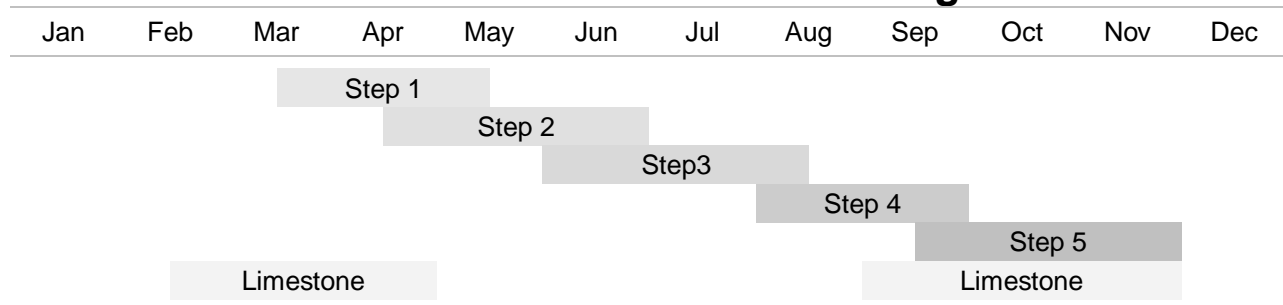 Jan Feb Mar Apr May Jun Jul Aug Sep Oct Nov Dec
Step 1
Step 2
Step3
Step 4
Step 5
Limestone Limestone